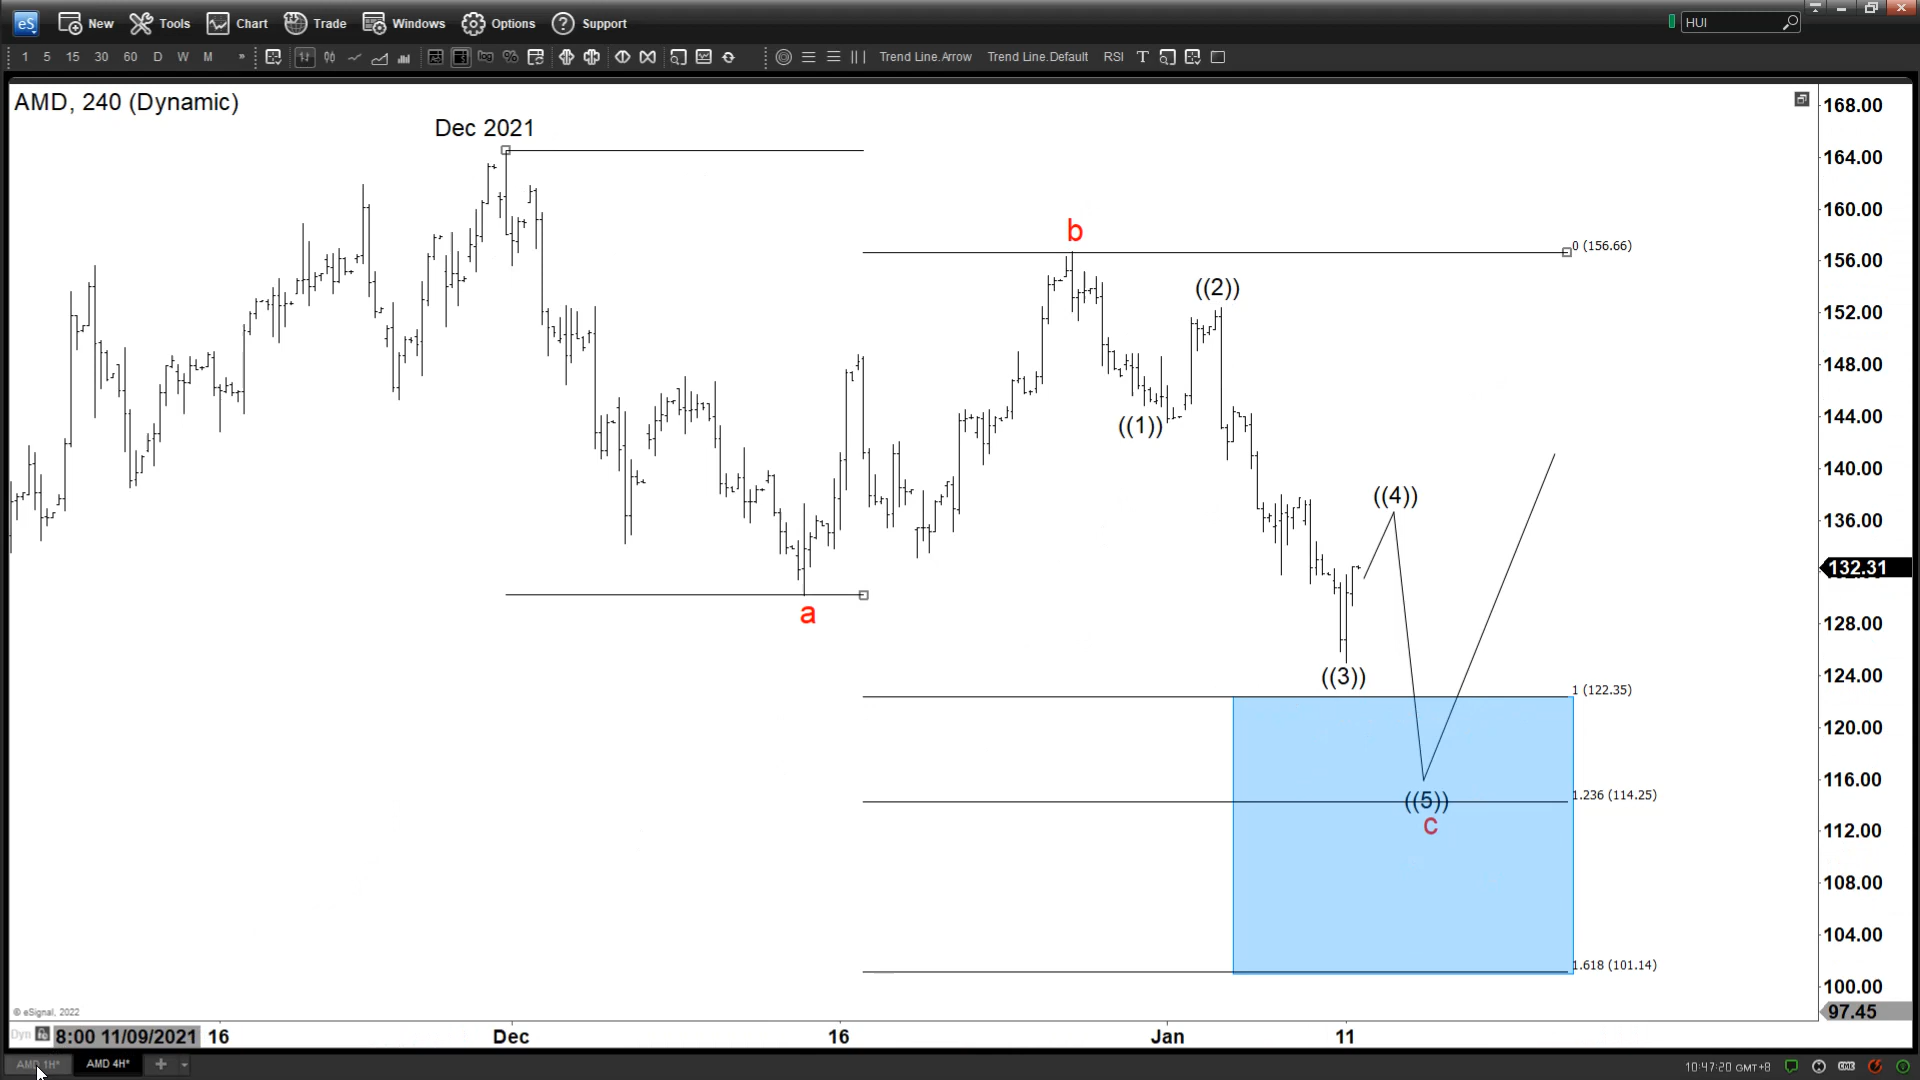 eS New Tools Chart Trade Windows Options Support HUI
1 5 15 30 60 D W M » Trend Line.Arrow Trend Line.Default RSI T
AMD, 240 (Dynamic)
Dec 2021
168.00
164.00
160.00
b
0 (156.66)
156.00
((2))
152.00
148.00
144.00
((1))
140.00
((4))
136.00
132.31
a
128.00
((3))
124.00
1 (122.35)
120.00
116.00
1.236 (114.25)
((5))
c
112.00
108.00
104.00
1.618 (101.14)
100.00
© eSignal, 2022
97.45
Dyn 8:00 11/09/2021 16 Dec 16 Jan 11
AMD 1H* AMD 4H* +
10:47:20 GMT+8